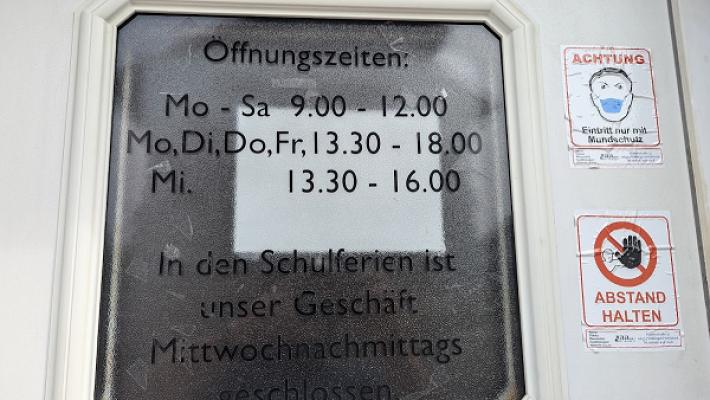 Öffnungszeiten:
Mo - Sa 9.00 - 12.00
Mo,Di,Do,Fr,13.30 - 18.00
Mi. 13.30 - 16.00
In den Schulferien ist
unser Geschäft
Mittwochnachmittags
geschlossen.
ACHTUNG
Eintritt nur mit
Mundschutz
ABSTAND
HALTEN